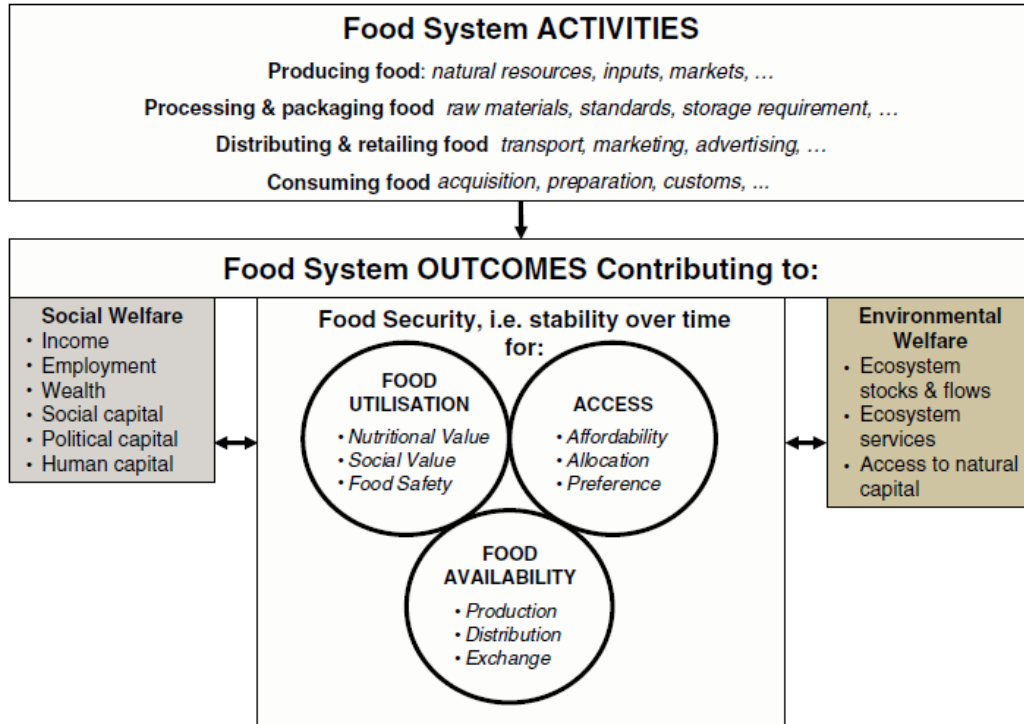 Food System ACTIVITIES
Producing food: natural resources, inputs, markets, …
Processing & packaging food raw materials, standards, storage requirement, …
Distributing & retailing food transport, marketing, advertising, …
Consuming food acquisition, preparation, customs, ...
Food System OUTCOMES Contributing to:
Social Welfare
• Income
• Employment
• Wealth
• Social capital
• Political capital
• Human capital
Food Security, i.e. stability over time
for:
FOOD
UTILISATION
• Nutritional Value
• Social Value
• Food Safety
ACCESS
• Affordability
• Allocation
• Preference
FOOD
AVAILABILITY
• Production
• Distribution
• Exchange
Environmental
Welfare
• Ecosystem
stocks & flows
• Ecosystem
services
• Access to natural
capital